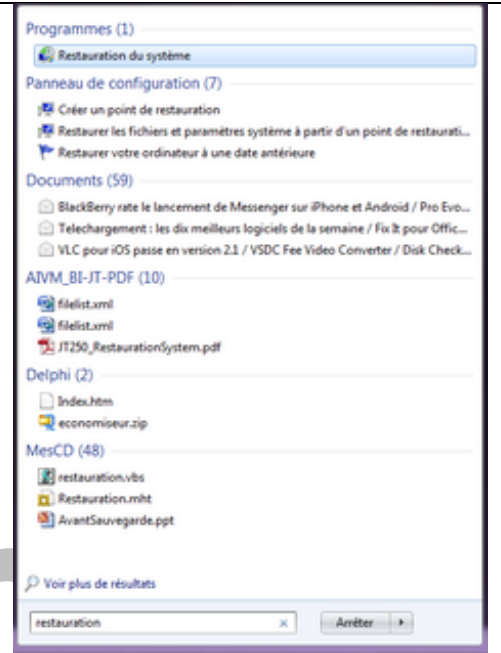 Programmes (1)
Restauration du système
Panneau de configuration (7)
Créer un point de restauration
Restaurer les fichiers et paramètres système à partir d'un point de restaurati...
Restaurer votre ordinateur à une date antérieure
Documents (59)
BlackBerry rate le lancement de Messenger sur iPhone et Android / Pro Evo...
Telechargement : les dix meilleurs logiciels de la semaine / Fix It pour Offic...
VLC pour iOS passe en version 2.1 / VSDC Fee Video Converter / Disk Check...
AIVM_BI-JT-PDF (10)
filelist.xml
filelist.xml
JT250_RestaurationSystem.pdf
Delphi (2)
Index.htm
economiseur.zip
MesCD (48)
restauration.vbs
Restauration.mht
AvantSauvegarde.ppt
Voir plus de résultats
restauration
Arrêter